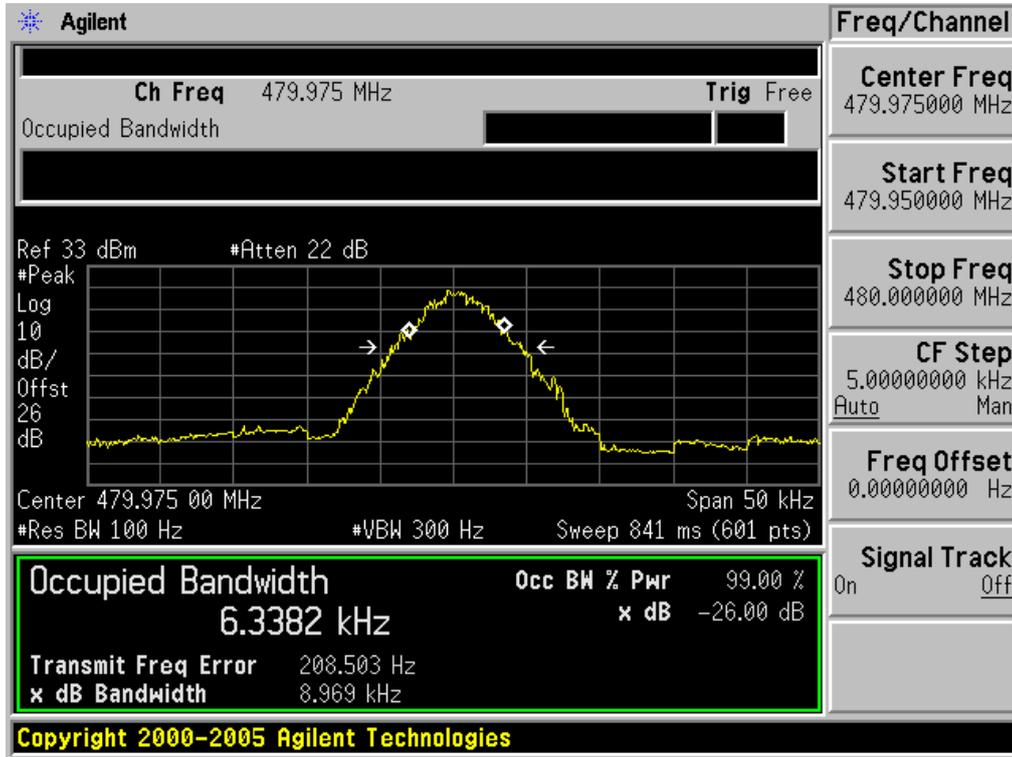 Agilent
Freq/Channel
Ch Freq 479.975 MHz Trig Free
Occupied Bandwidth
Center Freq
479.975000 MHz
Start Freq
479.950000 MHz
Stop Freq
480.000000 MHz
CF Step
5.00000000 kHz
Auto Man
Freq Offset
0.00000000 Hz
Signal Track
On Off
Ref 33 dBm #Atten 22 dB
#Peak
Log
10
dB/
Offst
26
dB
Center 479.975 00 MHz Span 50 kHz
#Res BW 100 Hz #VBW 300 Hz Sweep 841 ms (601 pts)
Occupied Bandwidth Occ BW % Pwr 99.00 %
6.3382 kHz x dB -26.00 dB
Transmit Freq Error 208.503 Hz
x dB Bandwidth 8.969 kHz
Copyright 2000-2005 Agilent Technologies